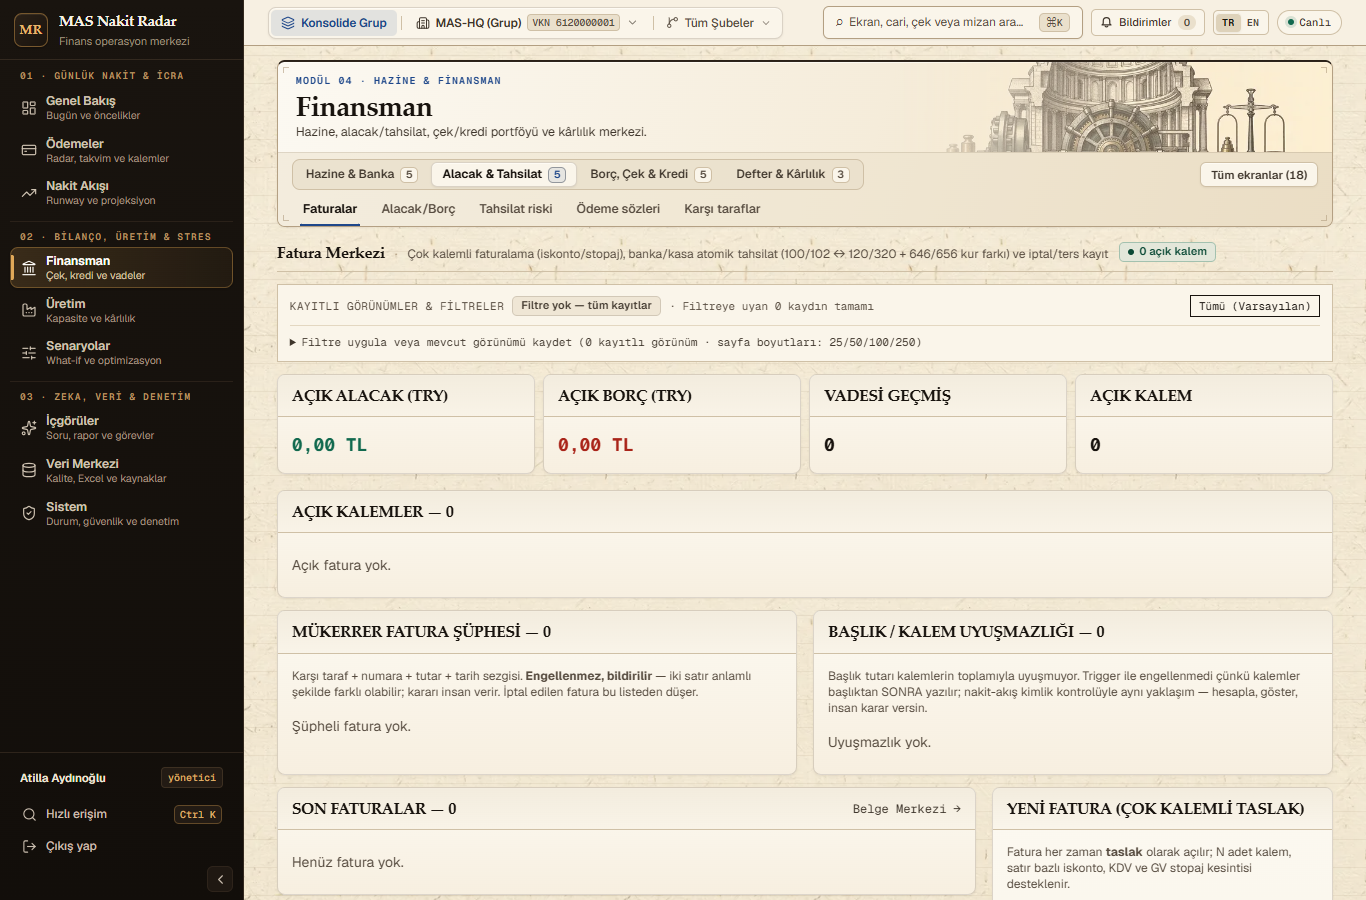 MR
MAS Nakit Radar
Finans operasyon merkezi
01 · GÜNLÜK NAKİT & İCRA
Genel Bakış
Bugün ve öncelikler
Ödemeler
Radar, takvim ve kalemler
Nakit Akışı
Runway ve projeksiyon
02 · BİLANÇO, ÜRETİM & STRES
Finansman
Çek, kredi ve vadeler
Üretim
Kapasite ve kârlılık
Senaryolar
What-if ve optimizasyon
03 · ZEKA, VERİ & DENETİM
İçgörüler
Soru, rapor ve görevler
Veri Merkezi
Kalite, Excel ve kaynaklar
Sistem
Durum, güvenlik ve denetim
Atilla Aydınoğlu yönetici
Hızlı erişim Ctrl K
Çıkış yap
Konsolide Grup MAS-HQ (Grup) VKN 6120000001 Tüm Şubeler
Ekran, cari, çek veya mizan ara... ⌘K Bildirimler 0 TR EN Canlı
MODÜL 04 · HAZİNE & FİNANSMAN
Finansman
Hazine, alacak/tahsilat, çek/kredi portföyü ve kârlılık merkezi.
Hazine & Banka 5 Alacak & Tahsilat 5 Borç, Çek & Kredi 5 Defter & Kârlılık 3 Tüm ekranlar (18)
Faturalar Alacak/Borç Tahsilat riski Ödeme sözleri Karşı taraflar
Fatura Merkezi · Çok kalemli faturalama (iskonto/stopaj), banka/kasa atomik tahsilat (100/102 ↔ 120/320 + 646/656 kur farkı) ve iptal/ters kayıt 0 açık kalem
KAYITLI GÖRÜNÜMLER & FİLTRELER Filtre yok — tüm kayıtlar · Filtreye uyan 0 kaydın tamamı Tümü (Varsayılan)
▶ Filtre uygula veya mevcut görünümü kaydet (0 kayıtlı görünüm · sayfa boyutları: 25/50/100/250)
AÇIK ALACAK (TRY)
0,00 TL
AÇIK BORÇ (TRY)
0,00 TL
VADESİ GEÇMİŞ
0
AÇIK KALEM
0
AÇIK KALEMLER — 0
Açık fatura yok.
MÜKERRER FATURA ŞÜPHESİ — 0
Karşı taraf + numara + tutar + tarih sezgisi. Engellenmez, bildirilir — iki satır anlamlı
şekilde farklı olabilir; kararı insan verir. İptal edilen fatura bu listeden düşer.
Şüpheli fatura yok.
BAŞLIK / KALEM UYUŞMAZLIĞI — 0
Başlık tutarı kalemlerin toplamıyla uyuşmuyor. Trigger ile engellenmedi çünkü kalemler
başlıktan SONRA yazılır; nakit-akış kimlik kontrolüyle aynı yaklaşım — hesapla, göster,
insan karar versin.
Uyuşmazlık yok.
SON FATURALAR — 0 Belge Merkezi →
Henüz fatura yok.
YENİ FATURA (ÇOK KALEMLİ TASLAK)
Fatura her zaman taslak olarak açılır; N adet kalem,
satır bazlı iskonto, KDV ve GV stopaj kesintisi
desteklenir.